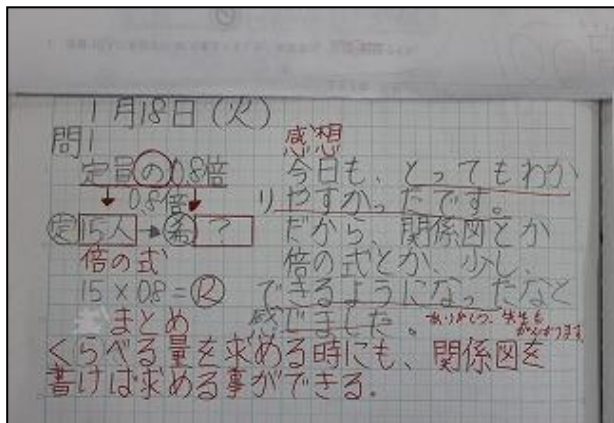 1月18日(火)
問1
定員の0.8倍
0.8倍
定 15人 → 希 ?
倍の式
15×0.8=12
感想
今日も、とってもわか
りやすかったです。
だから、関係図とか
倍の式とか、少し、
できるようになったなと
感じました。
ありがとう。先生も
がんばります。
まとめ
くらべる量を求める時にも、関係図を
書けば求める事ができる。